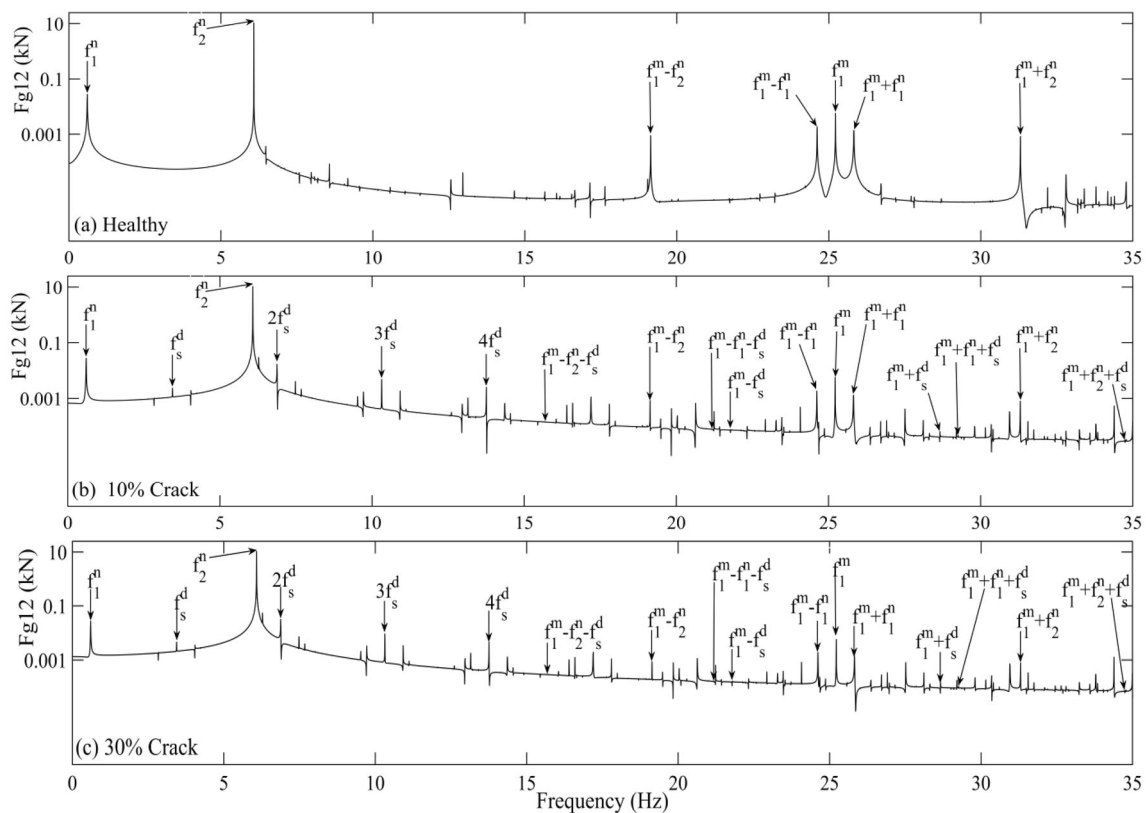 10
0.1
0.001
Fg12 (kN)
f₁ⁿ
f₂ⁿ
f₁ᵐ-f₂ⁿ
f₁ᵐ-f₁ⁿ
f₁ᵐ
f₁ᵐ+f₁ⁿ
f₁ᵐ+f₂ⁿ
(a) Healthy
0 5 10 15 20 25 30 35
10
0.1
0.001
Fg12 (kN)
f₁ⁿ
fₛᵈ
f₂ⁿ
2fₛᵈ
3fₛᵈ
4fₛᵈ
f₁ᵐ-f₂ⁿ-fₛᵈ
f₁ᵐ-f₂ⁿ
f₁ᵐ-f₁ⁿ-fₛᵈ
f₁ᵐ-fₛᵈ
f₁ᵐ-f₁ⁿ
f₁ᵐ
f₁ᵐ+f₁ⁿ
f₁ᵐ+fₛᵈ
f₁ᵐ+f₁ⁿ+fₛᵈ
f₁ᵐ+f₂ⁿ
f₁ᵐ+f₂ⁿ+fₛᵈ
(b) 10% Crack
0 5 10 15 20 25 30 35
10
0.1
0.001
Fg12 (kN)
f₁ⁿ
fₛᵈ
f₂ⁿ
2fₛᵈ
3fₛᵈ
4fₛᵈ
f₁ᵐ-f₂ⁿ-fₛᵈ
f₁ᵐ-f₂ⁿ
f₁ᵐ-f₁ⁿ-fₛᵈ
f₁ᵐ-fₛᵈ
f₁ᵐ-f₁ⁿ
f₁ᵐ
f₁ᵐ+f₁ⁿ
f₁ᵐ+fₛᵈ
f₁ᵐ+f₁ⁿ+fₛᵈ
f₁ᵐ+f₂ⁿ
f₁ᵐ+f₂ⁿ+fₛᵈ
(c) 30% Crack
0 5 10 15 20 25 30 35
Frequency (Hz)